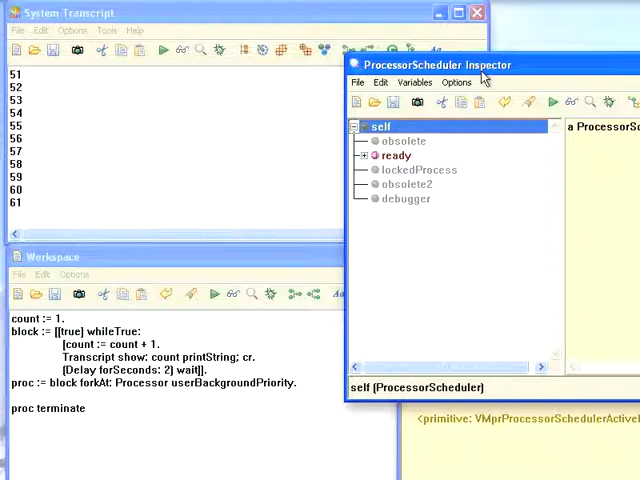 System Transcript
File Edit Options Tools Help
51
52
53
54
55
56
57
58
59
60
61
ProcessorScheduler Inspector
File Edit Variables Options
self
obsolete
ready
lockedProcess
obsolete2
debugger
a ProcessorSc
self (ProcessorScheduler)
Workspace
File Edit Options
count := 1.
block := [[true] whileTrue:
[count := count + 1.
Transcript show: count printString; cr.
(Delay forSeconds: 2) wait]].
proc := block forkAt: Processor userBackgroundPriority.
proc terminate
<primitive: VMprProcessorSchedulerActiveP